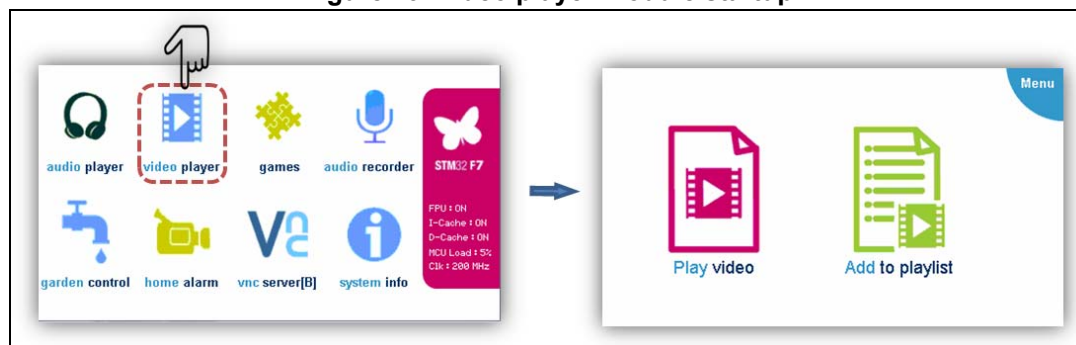 audio player
video player
games
audio recorder
STM32 F7
FPU : ON
I-Cache : ON
D-Cache : ON
MCU Load : 5%
Clk : 200 MHz
garden control
home alarm
Vnc
vnc server[B]
system info
Menu
Play video
Add to playlist